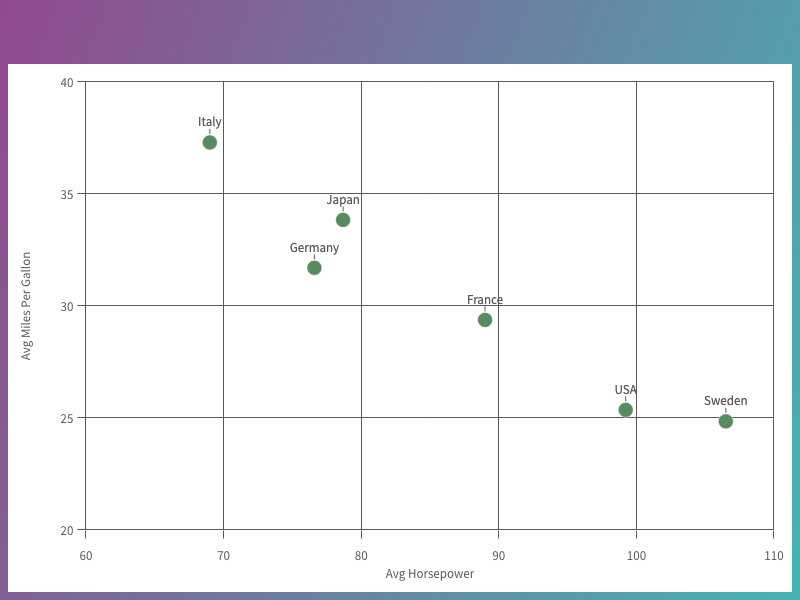 40
Italy
35
Japan
Germany
Avg Miles Per Gallon
30
France
USA
Sweden
25
20
60 70 80 90 100 110
Avg Horsepower